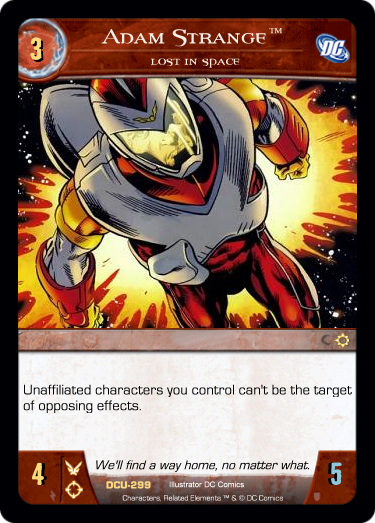 3
ADAM STRANGE™
LOST IN SPACE
DC
Unaffiliated characters you control can't be the target
of opposing effects.
We'll find a way home, no matter what.
4
DCU-299 Illustrator DC Comics
5
Characters, Related Elements ™ & © DC Comics